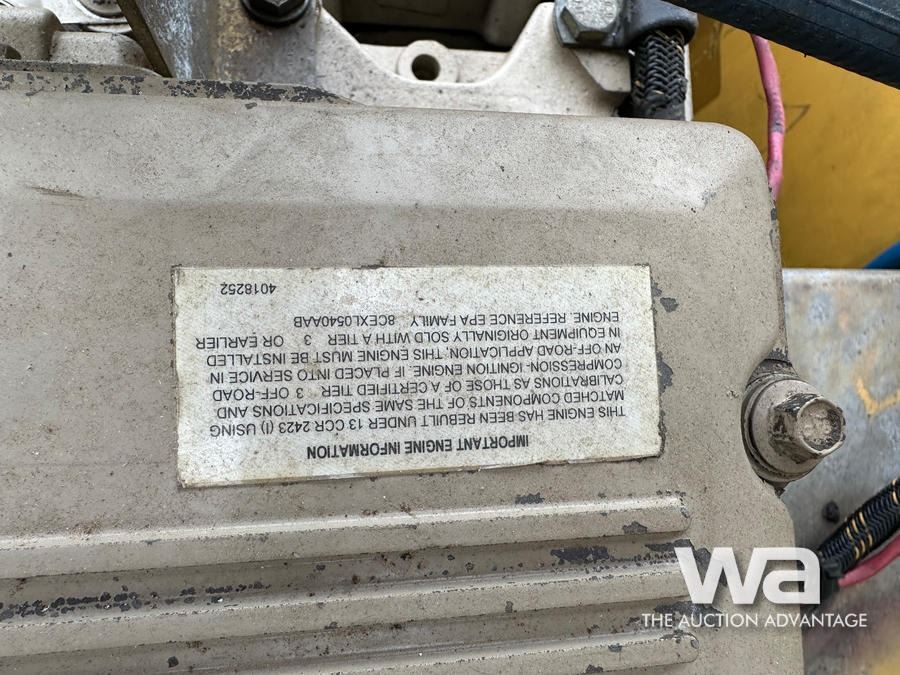 IMPORTANT ENGINE INFORMATION
THIS ENGINE HAS BEEN REBUILT UNDER 13 CCR 2423 (l) USING
MATCHED COMPONENTS OF THE SAME SPECIFICATIONS AND
CALIBRATIONS AS THOSE OF A CERTIFIED TIER 3 OFF-ROAD
COMPRESSION-IGNITION ENGINE. IF PLACED INTO SERVICE IN
AN OFF-ROAD APPLICATION, THIS ENGINE MUST BE INSTALLED
IN EQUIPMENT ORIGINALLY SOLD WITH A TIER 3 OR EARLIER
ENGINE. REFERENCE EPA FAMILY 8CEXL0540AAB
4018252
wa
THE AUCTION ADVANTAGE